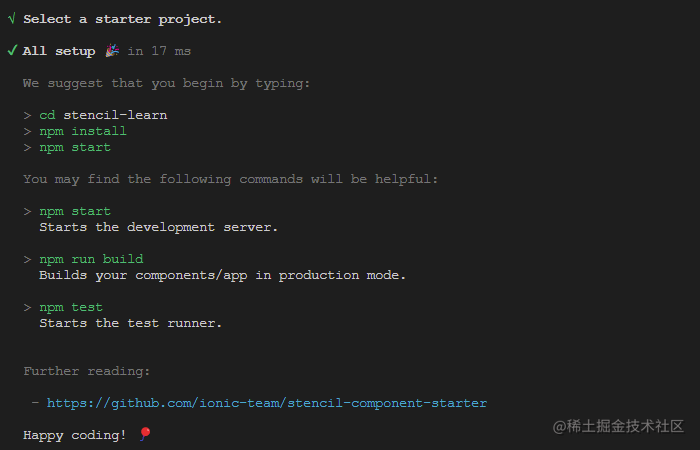 √ Select a starter project.
✔ All setup 🎉 in 17 ms
We suggest that you begin by typing:
> cd stencil-learn
> npm install
> npm start
You may find the following commands will be helpful:
> npm start
Starts the development server.
> npm run build
Builds your components/app in production mode.
> npm test
Starts the test runner.
Further reading:
- https://github.com/ionic-team/stencil-component-starter
Happy coding! 🎈
@稀土掘金技术社区